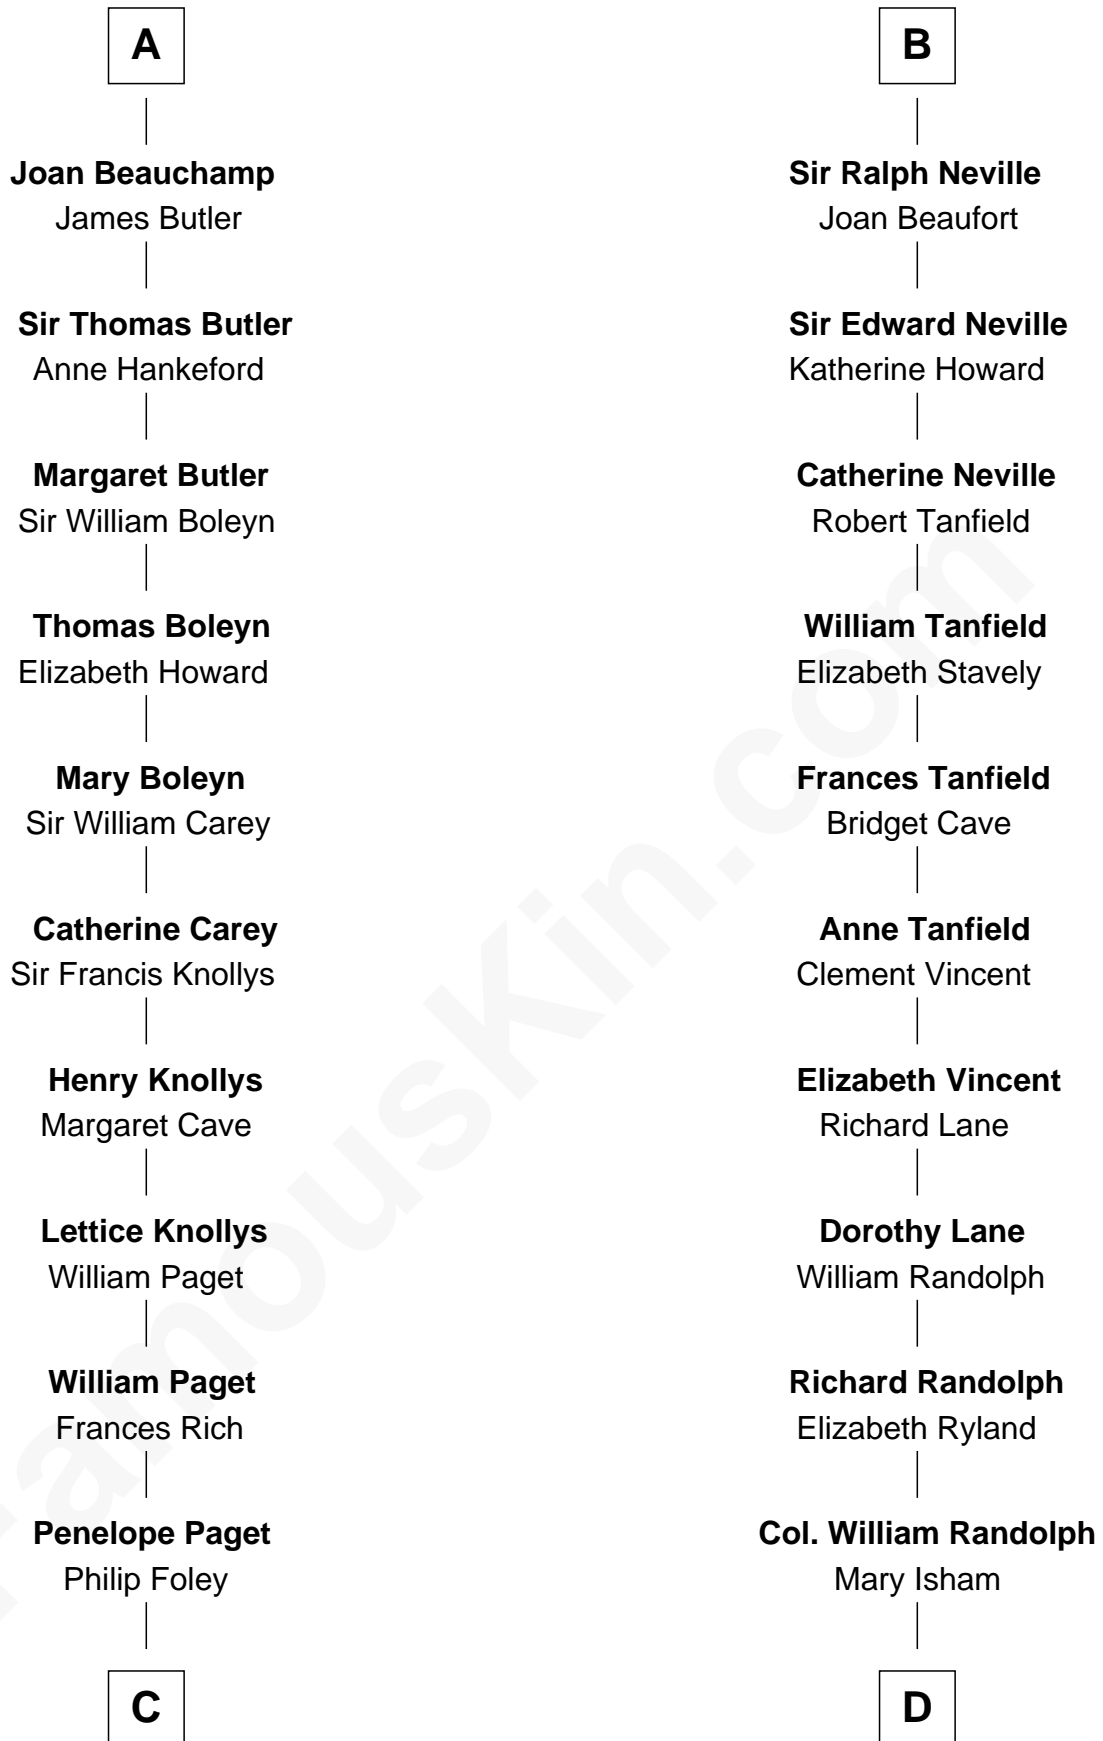 A
Joan Beauchamp
James Butler
Sir Thomas Butler
Anne Hankeford
Margaret Butler
Sir William Boleyn
Thomas Boleyn
Elizabeth Howard
Mary Boleyn
Sir William Carey
Catherine Carey
Sir Francis Knollys
Henry Knollys
Margaret Cave
Lettice Knollys
William Paget
William Paget
Frances Rich
Penelope Paget
Philip Foley
C
B
Sir Ralph Neville
Joan Beaufort
Sir Edward Neville
Katherine Howard
Catherine Neville
Robert Tanfield
William Tanfield
Elizabeth Stavely
Frances Tanfield
Bridget Cave
Anne Tanfield
Clement Vincent
Elizabeth Vincent
Richard Lane
Dorothy Lane
William Randolph
Richard Randolph
Elizabeth Ryland
Col. William Randolph
Mary Isham
D
FamousKin.com